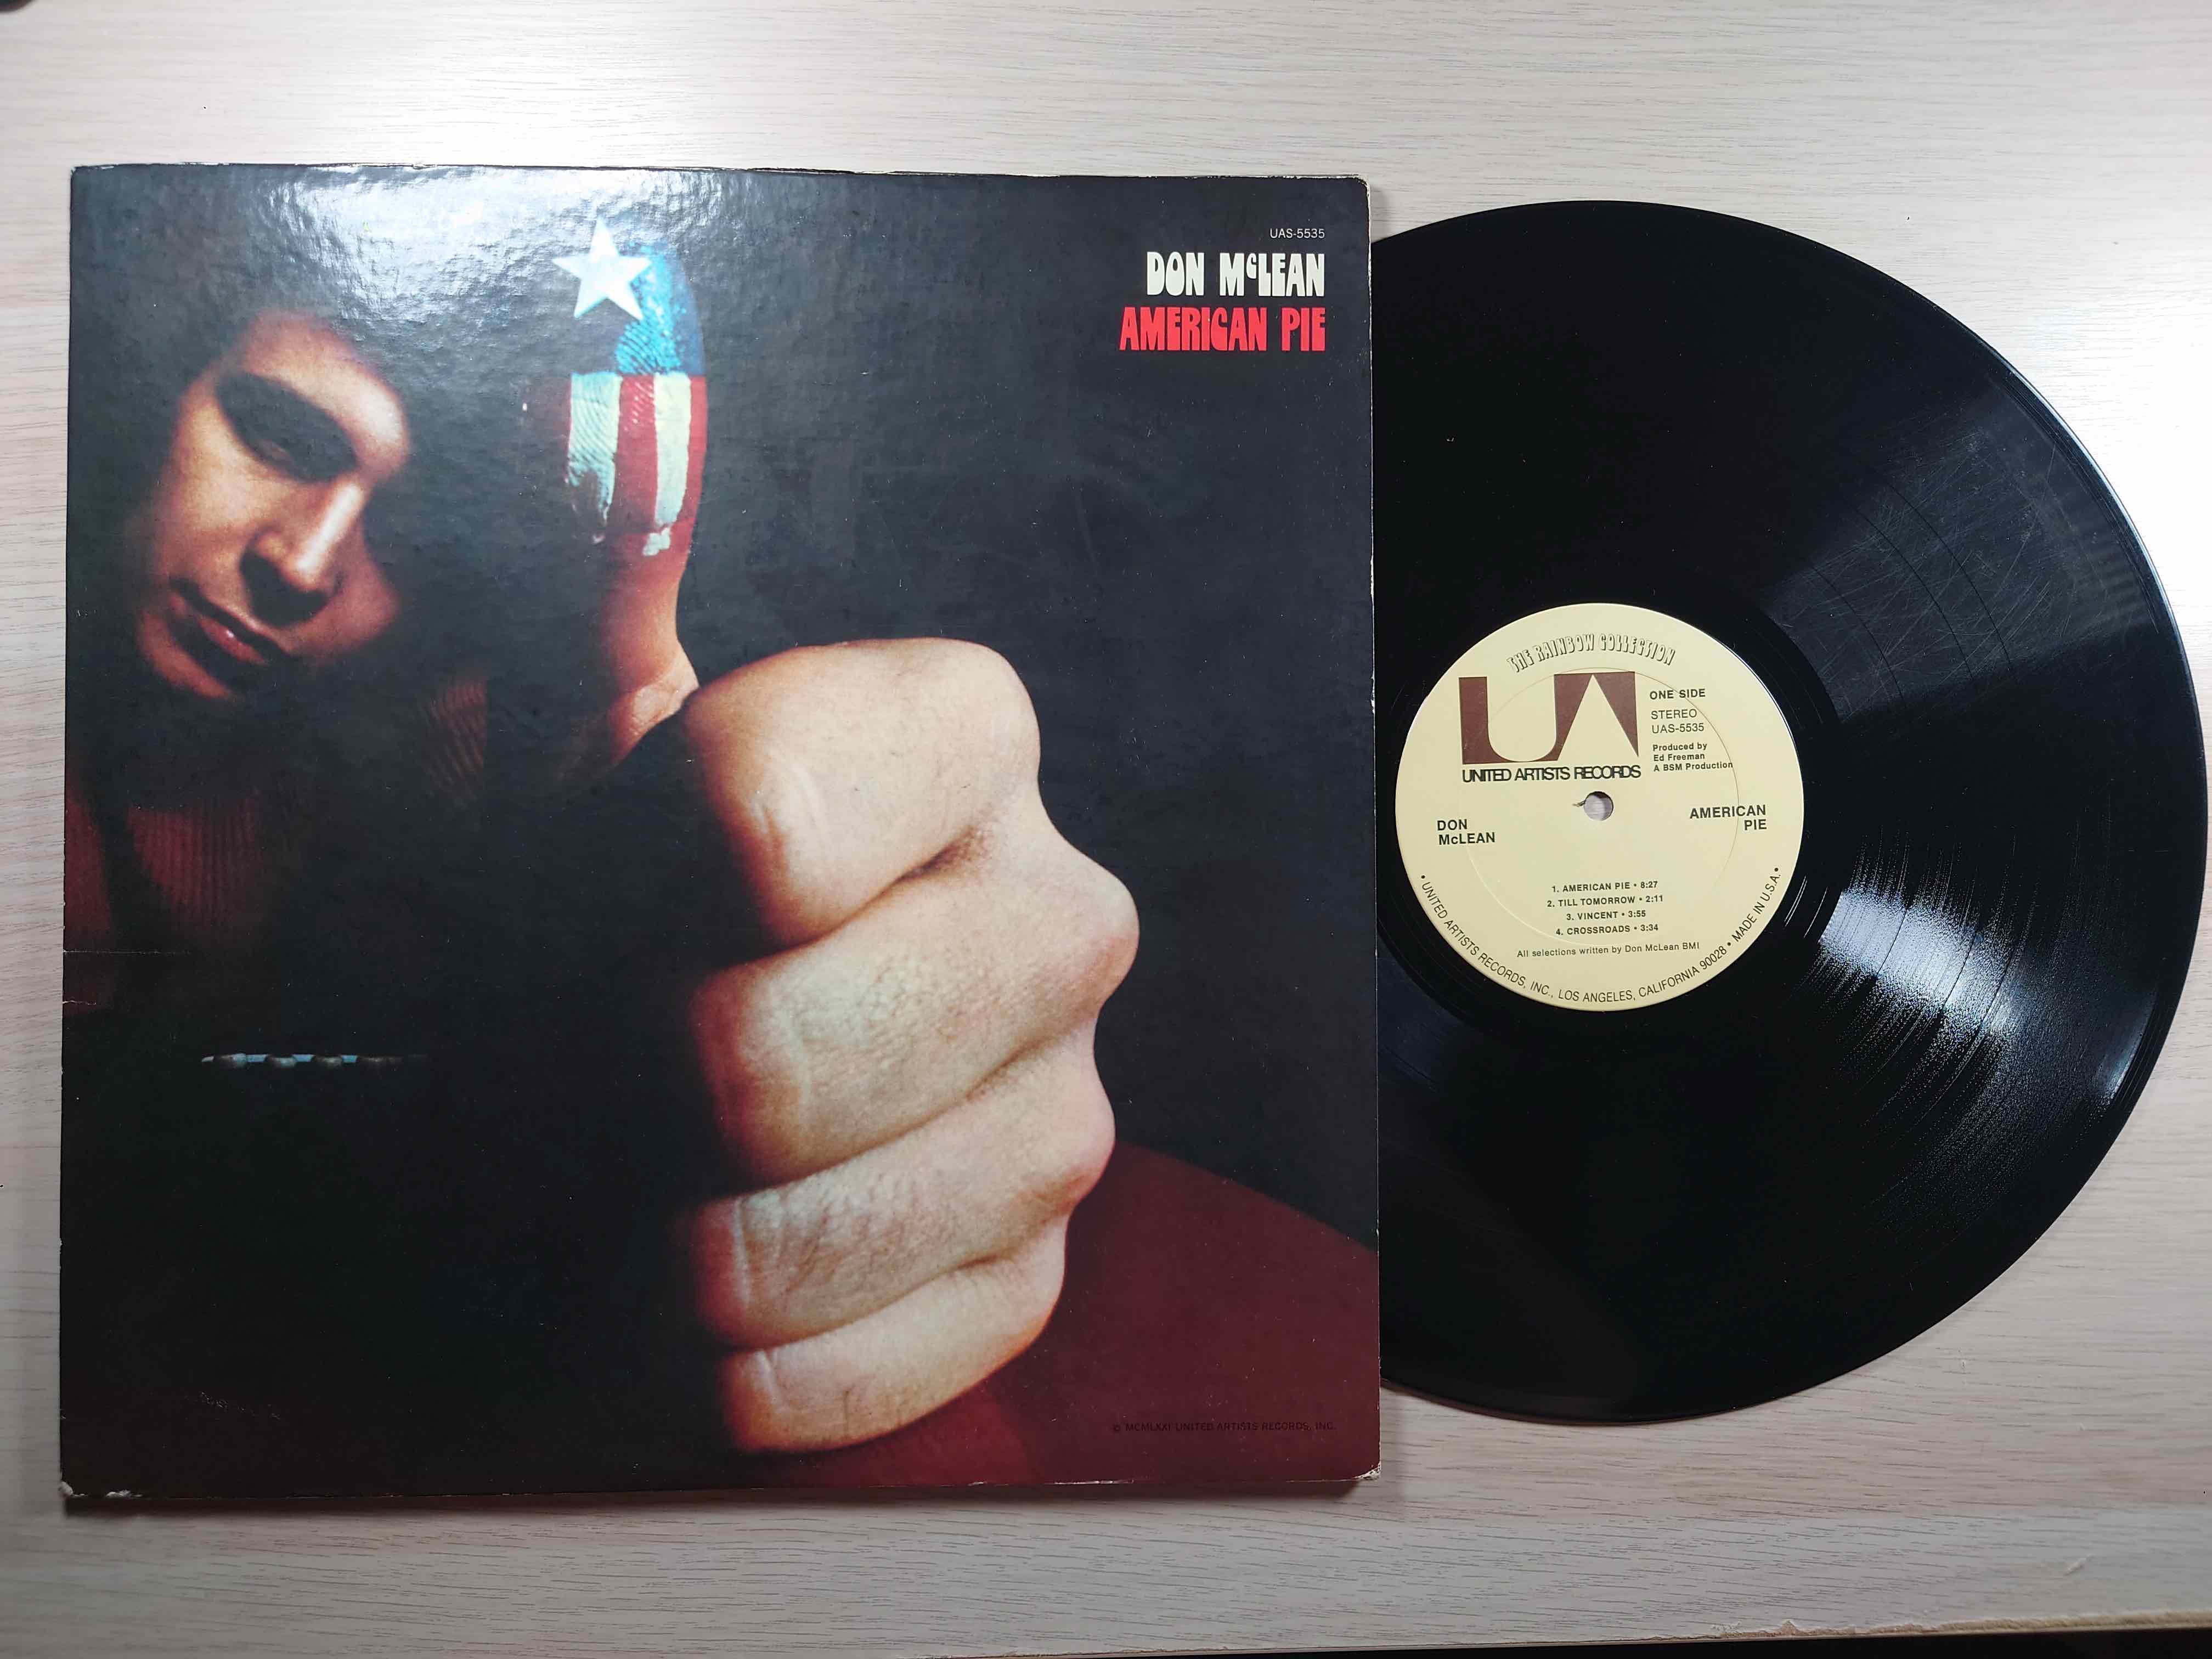 UAS-5535
DON McLEAN
AMERICAN PIE
© MCMLXXI UNITED ARTISTS RECORDS, INC.
THE RAINBOW COLLECTION
UA
UNITED ARTISTS RECORDS
ONE SIDE
STEREO
UAS-5535
Produced by
Ed Freeman
A BSM Production
DON
McLEAN
AMERICAN
PIE
1. AMERICAN PIE • 8:27
2. TILL TOMORROW • 2:11
3. VINCENT • 3:55
4. CROSSROADS • 3:34
All selections written by Don McLean BMI
• UNITED ARTISTS RECORDS, INC., LOS ANGELES, CALIFORNIA 90028 • MADE IN U.S.A. •